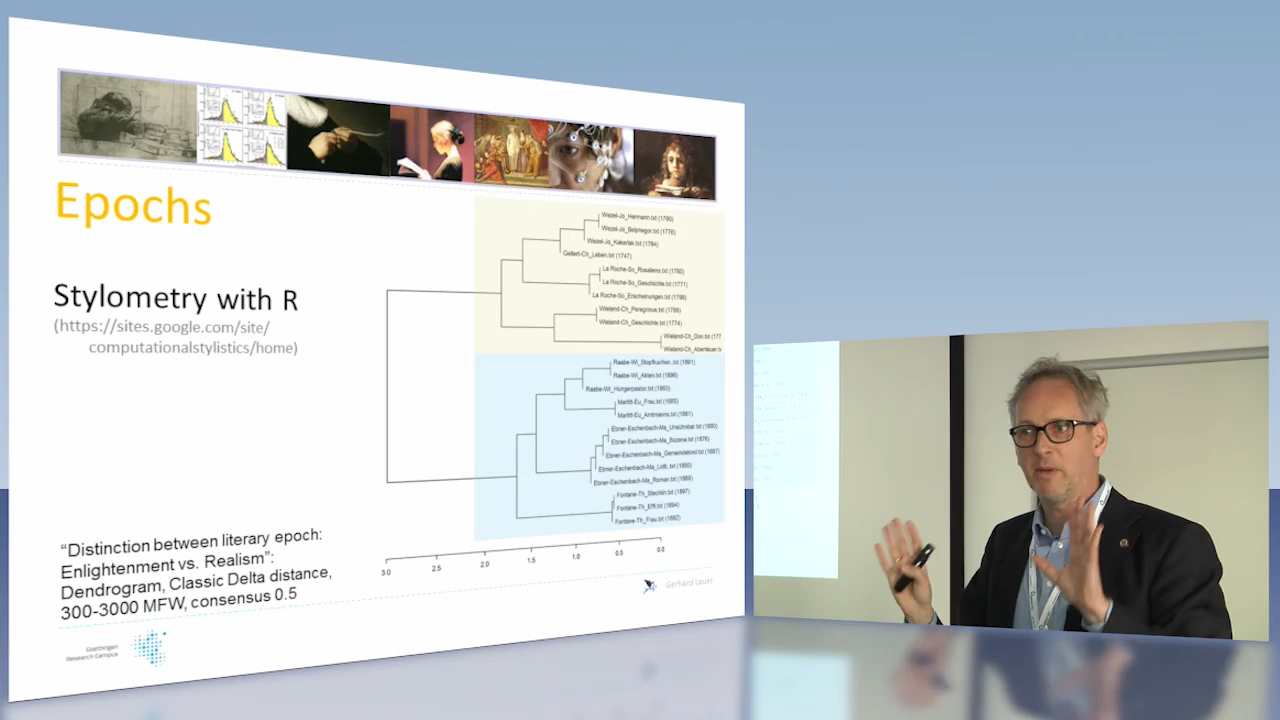 Epochs
Stylometry with R
(https://sites.google.com/site/
computationalstylistics/home)
Wezel-Jo_Hermann.txt (1780)
Wezel-Jo_Belphegor.txt (1776)
Wezel-Jo_Kakerlak.txt (1784)
Gellert-Ch_Leben.txt (1747)
La Roche-So_Rosaliens.txt (1780)
La Roche-So_Geschichte.txt (1771)
La Roche-So_Erscheinungen.txt (1798)
Wieland-Ch_Peregrinus.txt (1788)
Wieland-Ch_Geschichte.txt (1774)
Wieland-Ch_Don.txt (177
Wieland-Ch_Abenteuer.tx
Raabe-Wi_Stopfkuchen.txt (1891)
Raabe-Wi_Akten.txt (1896)
Raabe-Wi_Hungerpastor.txt (1863)
Marlitt-Eu_Frau.txt (1885)
Marlitt-Eu_Amtmanns.txt (1881)
Ebner-Eschenbach-Ma_Unsühnbar.txt (1890)
Ebner-Eschenbach-Ma_Bozena.txt (1876)
Ebner-Eschenbach-Ma_Gemeindekind.txt (1887)
Ebner-Eschenbach-Ma_Lotti.txt (1880)
Ebner-Eschenbach-Ma_Roman.txt (1889)
Fontane-Th_Stechlin.txt (1897)
Fontane-Th_Effi.txt (1894)
Fontane-Th_Frau.txt (1892)
3.0 2.5 2.0 1.5 1.0 0.5 0.0
“Distinction between literary epoch:
Enlightenment vs. Realism”:
Dendrogram, Classic Delta distance,
300-3000 MFW, consensus 0.5
Gerhard Lauer
Goettingen
Research Campus